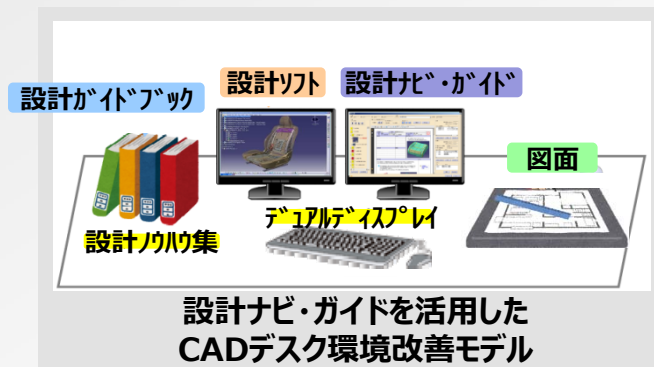 設計ソフト
設計ナビ・ガイド
設計ガイドブック
図面
デュアルディスプレイ
設計ノウハウ集
設計ナビ・ガイドを活用した
CADデスク環境改善モデル